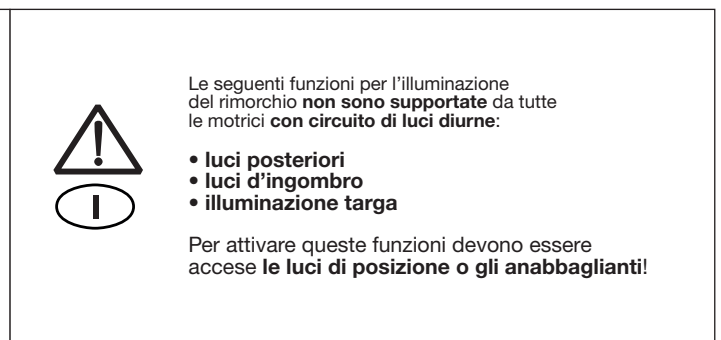 Le seguenti funzioni per l’illuminazione
del rimorchio non sono supportate da tutte
le motrici con circuito di luci diurne:
• luci posteriori
• luci d’ingombro
• illuminazione targa
I
Per attivare queste funzioni devono essere
accese le luci di posizione o gli anabbaglianti!